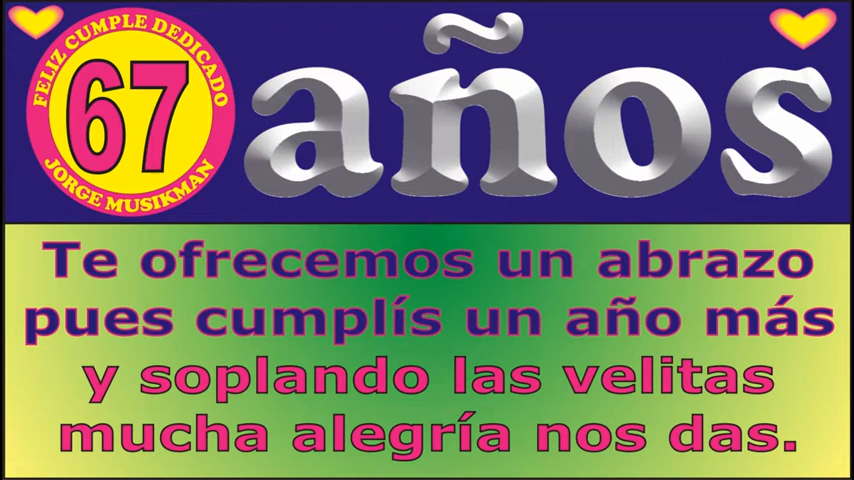 FELIZ CUMPLE DEDICADO
67
JORGE MUSIKMAN
años
Te ofrecemos un abrazo
pues cumplís un año más
y soplando las velitas
mucha alegría nos das.